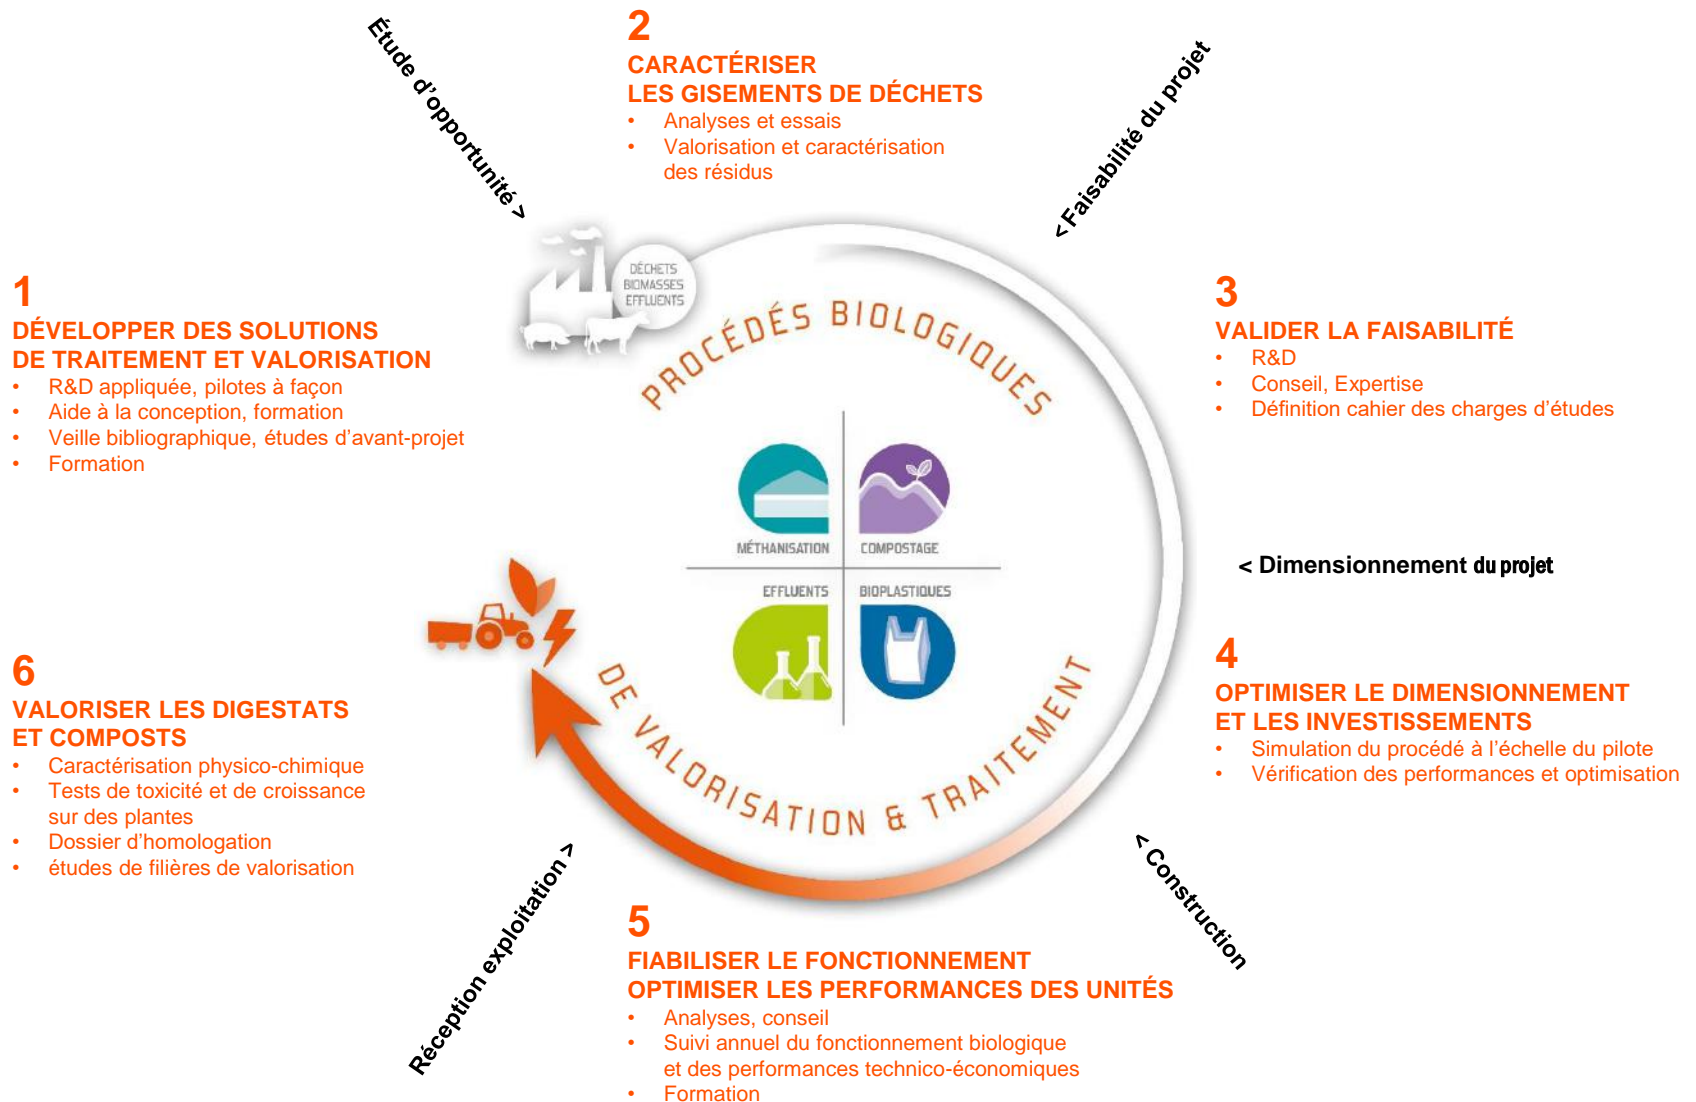 Étude d’opportunité >
2
CARACTÉRISER
LES GISEMENTS DE DÉCHETS
• Analyses et essais
• Valorisation et caractérisation
des résidus
< Faisabilité du projet
1
DÉVELOPPER DES SOLUTIONS
DE TRAITEMENT ET VALORISATION
• R&D appliquée, pilotes à façon
• Aide à la conception, formation
• Veille bibliographique, études d’avant-projet
• Formation
DÉCHETS
BIOMASSES
EFFLUENTS
PROCÉDÉS BIOLOGIQUES
3
VALIDER LA FAISABILITÉ
• R&D
• Conseil, Expertise
• Définition cahier des charges d’études
MÉTHANISATION
COMPOSTAGE
EFFLUENTS
BIOPLASTIQUES
DE VALORISATION & TRAITEMENT
< Dimensionnement du projet
4
OPTIMISER LE DIMENSIONNEMENT
ET LES INVESTISSEMENTS
• Simulation du procédé à l’échelle du pilote
• Vérification des performances et optimisation
6
VALORISER LES DIGESTATS
ET COMPOSTS
• Caractérisation physico-chimique
• Tests de toxicité et de croissance
sur des plantes
• Dossier d’homologation
• études de filières de valorisation
< Construction
Réception exploitation >
5
FIABILISER LE FONCTIONNEMENT
OPTIMISER LES PERFORMANCES DES UNITÉS
• Analyses, conseil
• Suivi annuel du fonctionnement biologique
et des performances technico-économiques
• Formation